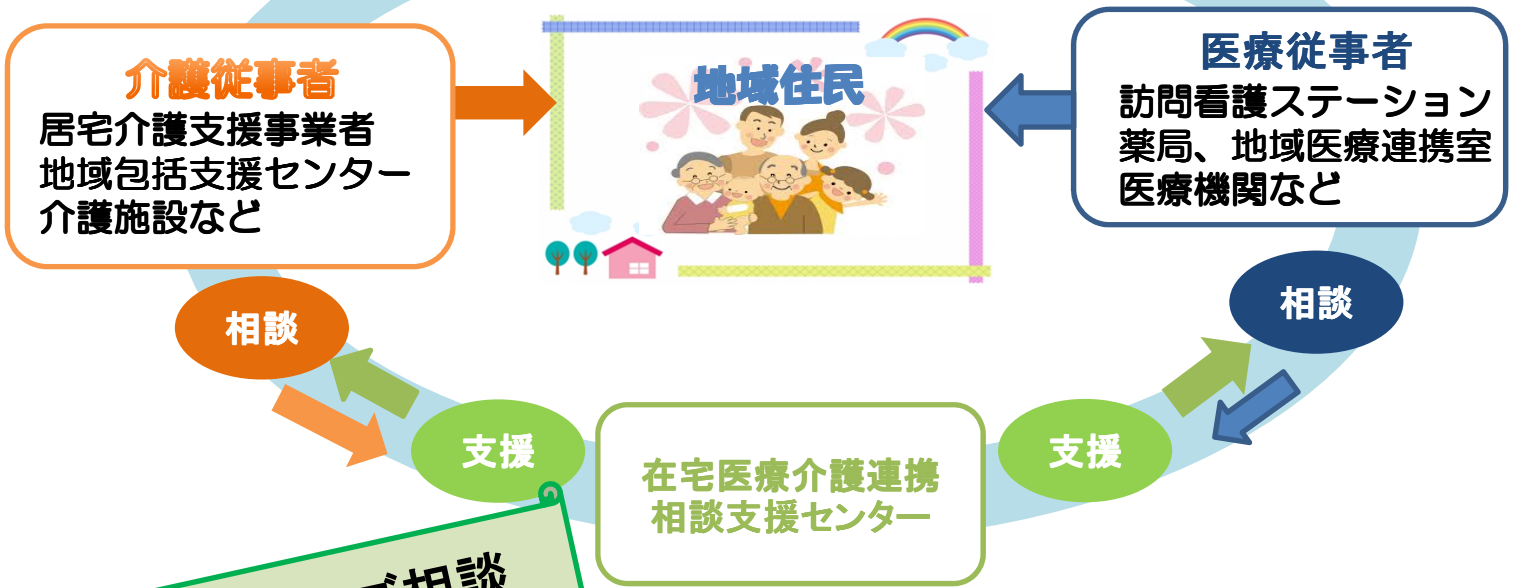 介護従事者
居宅介護支援事業者
地域包括支援センター
介護施設など
地域住民
医療従事者
訪問看護ステーション
薬局、地域医療連携室
医療機関など
相談
相談
支援
支援
在宅医療介護連携
相談支援センター
ご相談